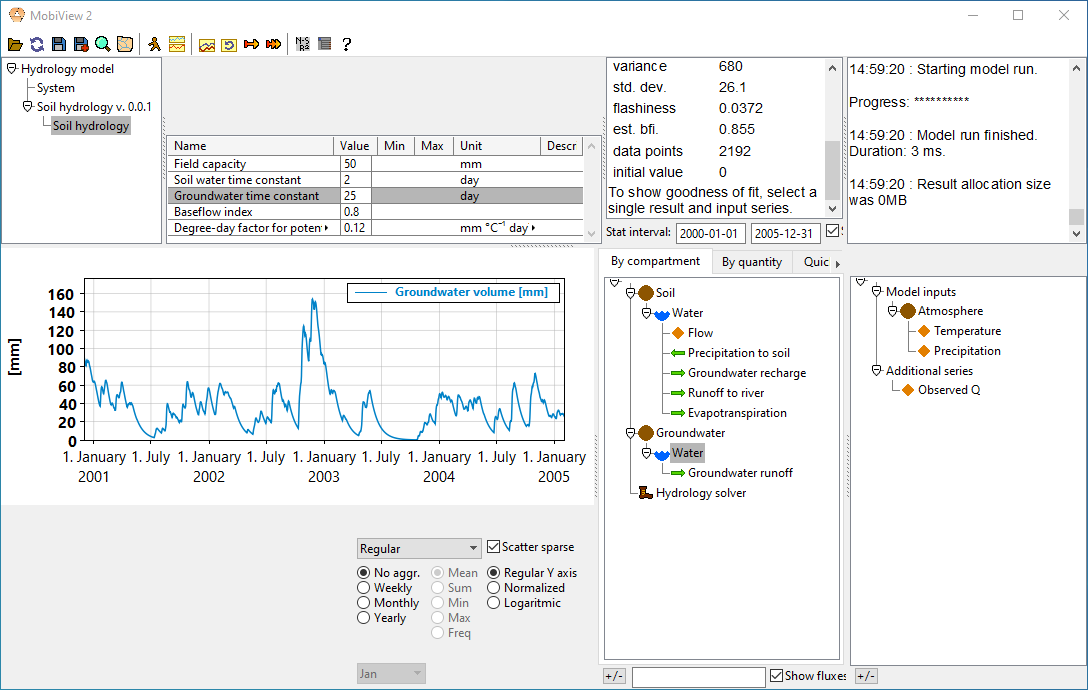 MobiView 2
Hydrology model
System
Soil hydrology v. 0.0.1
Soil hydrology
Name Value Min Max Unit Descr
Field capacity 50 mm
Soil water time constant 2 day
Groundwater time constant 25 day
Baseflow index 0.8
Degree-day factor for poten 0.12 mm °C⁻¹ day
variance 680
std. dev. 26.1
flashiness 0.0372
est. bfi. 0.855
data points 2192
initial value 0
To show goodness of fit, select a
single result and input series.
Stat interval: 2000-01-01 2005-12-31
14:59:20 : Starting model run.
Progress: **********
14:59:20 : Model run finished.
Duration: 3 ms.
14:59:20 : Result allocation size
was 0MB
Groundwater volume [mm]
[mm]
160
140
120
100
80
60
40
20
0
1. January 1. July 1. January 1. July 1. January 1. July 1. January 1. July 1. January
2001 2002 2003 2004 2005
Regular
Scatter sparse
No aggr. Mean Regular Y axis
Weekly Sum Normalized
Monthly Min Logaritmic
Yearly Max
Freq
Jan
By compartment By quantity Quic
Soil
Water
Flow
Precipitation to soil
Groundwater recharge
Runoff to river
Evapotranspiration
Groundwater
Water
Groundwater runoff
Hydrology solver
+/- Show fluxes
Model inputs
Atmosphere
Temperature
Precipitation
Additional series
Observed Q
+/-